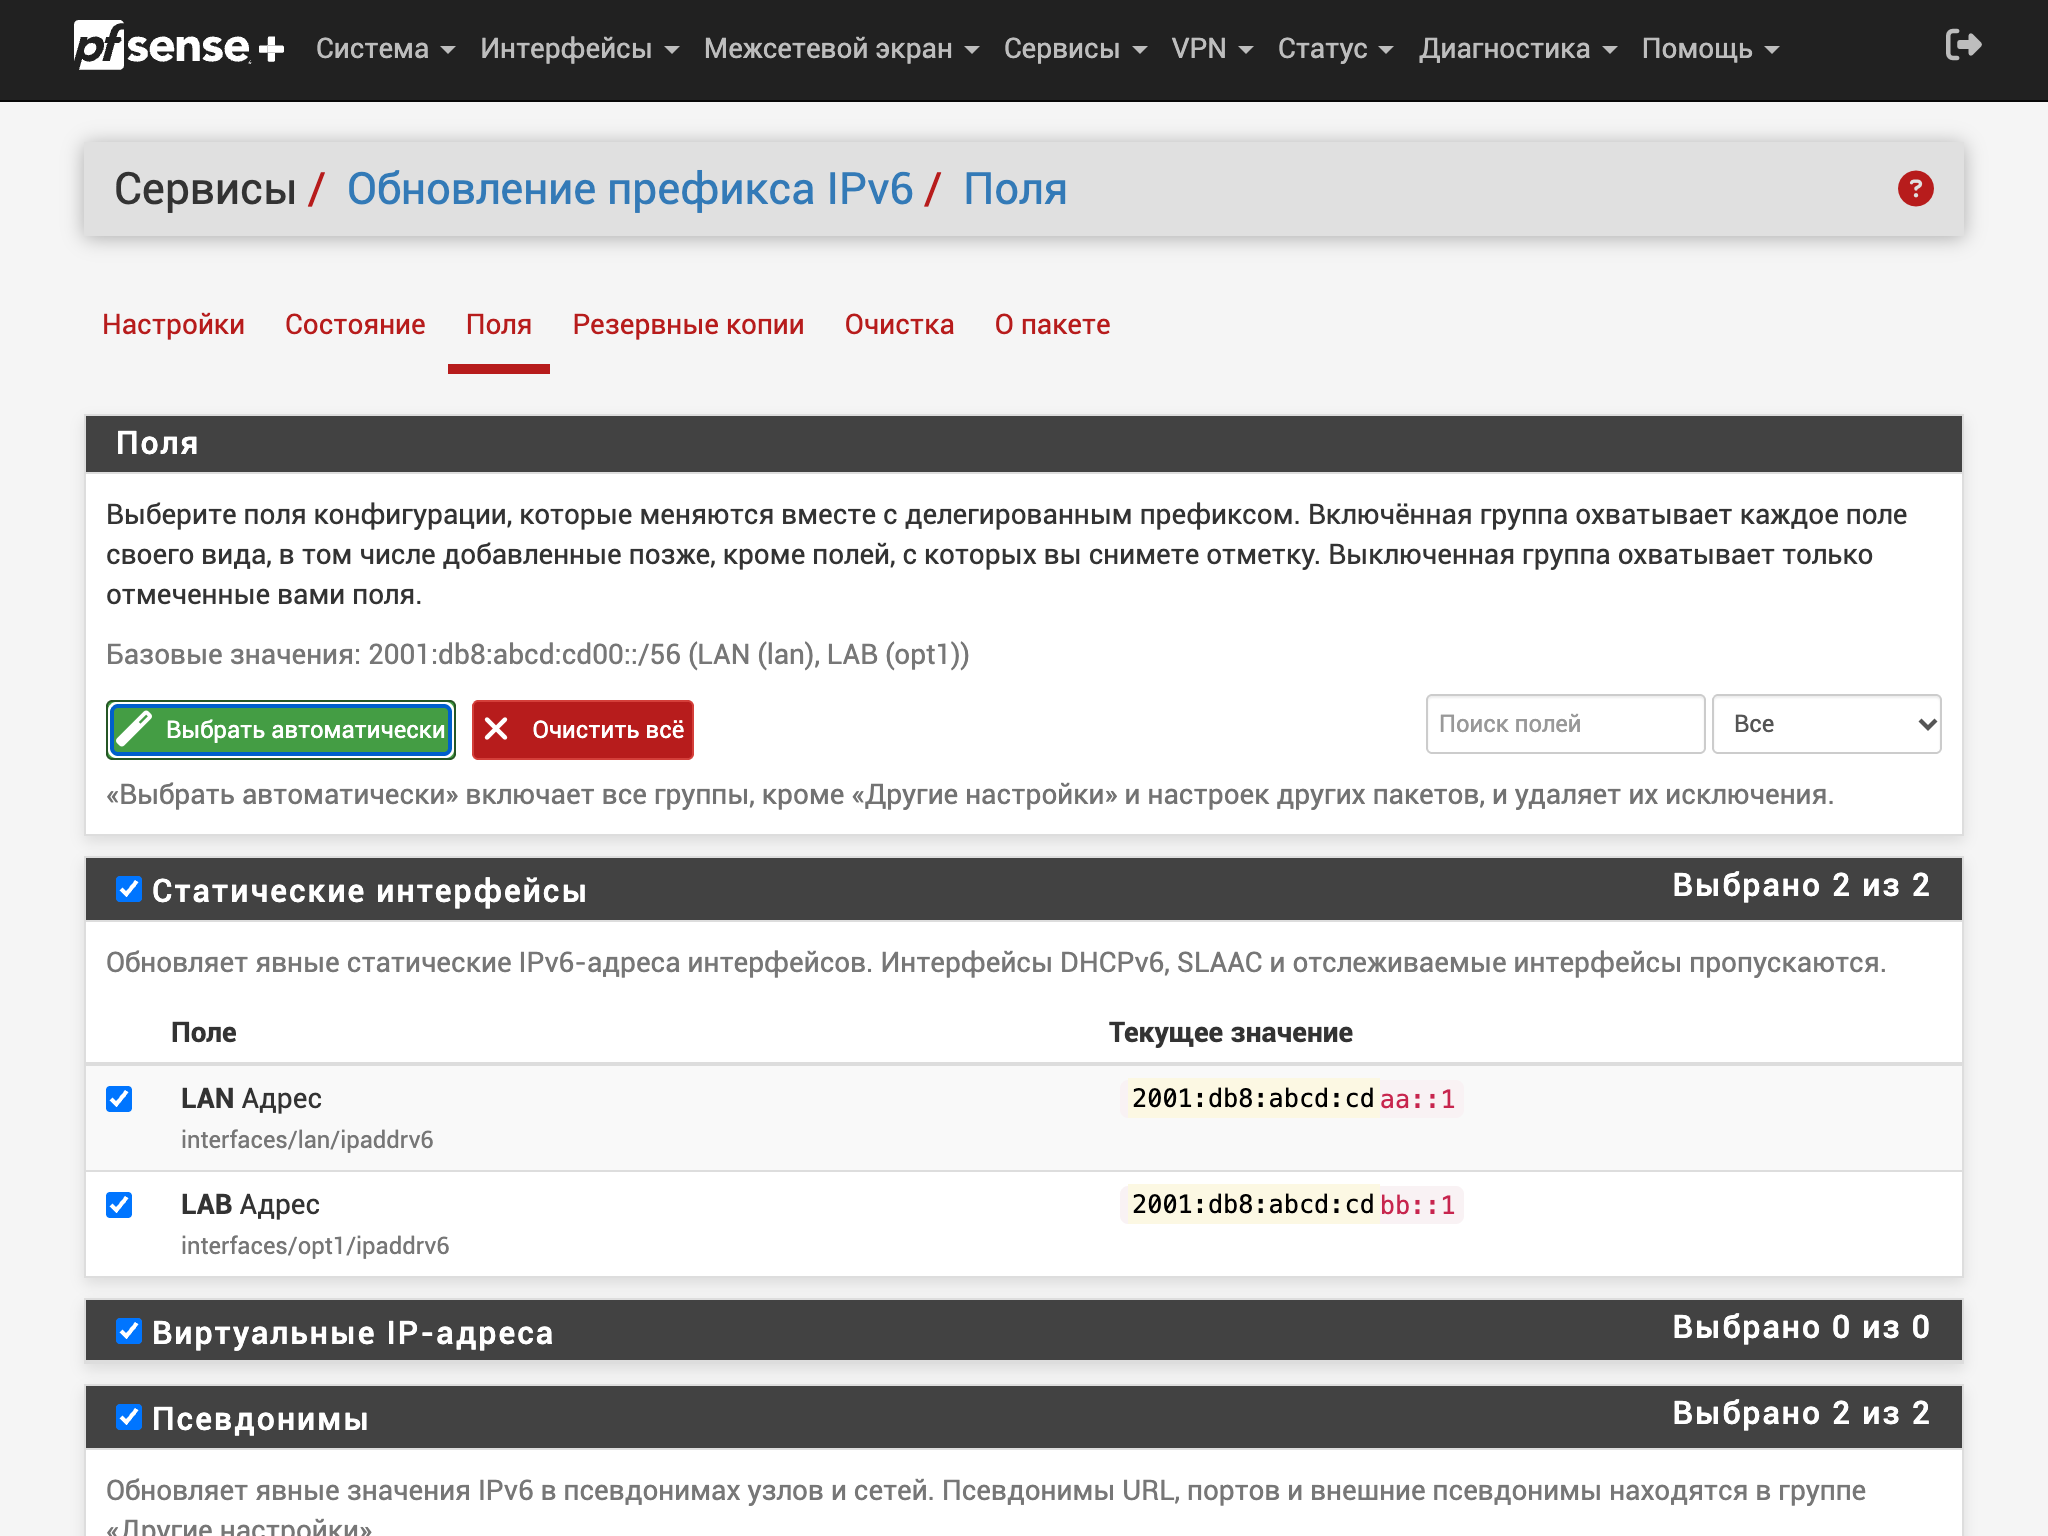 pfsense+ Система Интерфейсы Межсетевой экран Сервисы VPN Статус Диагностика Помощь
Сервисы / Обновление префикса IPv6 / Поля ?
Настройки Состояние Поля Резервные копии Очистка О пакете
Поля
Выберите поля конфигурации, которые меняются вместе с делегированным префиксом. Включённая группа охватывает каждое поле
своего вида, в том числе добавленные позже, кроме полей, с которых вы снимете отметку. Выключенная группа охватывает только
отмеченные вами поля.
Базовые значения: 2001:db8:abcd:cd00::/56 (LAN (lan), LAB (opt1))
Выбрать автоматически Очистить всё Поиск полей Все
«Выбрать автоматически» включает все группы, кроме «Другие настройки» и настроек других пакетов, и удаляет их исключения.
Статические интерфейсы Выбрано 2 из 2
Обновляет явные статические IPv6-адреса интерфейсов. Интерфейсы DHCPv6, SLAAC и отслеживаемые интерфейсы пропускаются.
Поле Текущее значение
LAN Адрес 2001:db8:abcd:cdaa::1
interfaces/lan/ipaddrv6
LAB Адрес 2001:db8:abcd:cdbb::1
interfaces/opt1/ipaddrv6
Виртуальные IP-адреса Выбрано 0 из 0
Псевдонимы Выбрано 2 из 2
Обновляет явные значения IPv6 в псевдонимах узлов и сетей. Псевдонимы URL, портов и внешние псевдонимы находятся в группе
«Другие настройки».